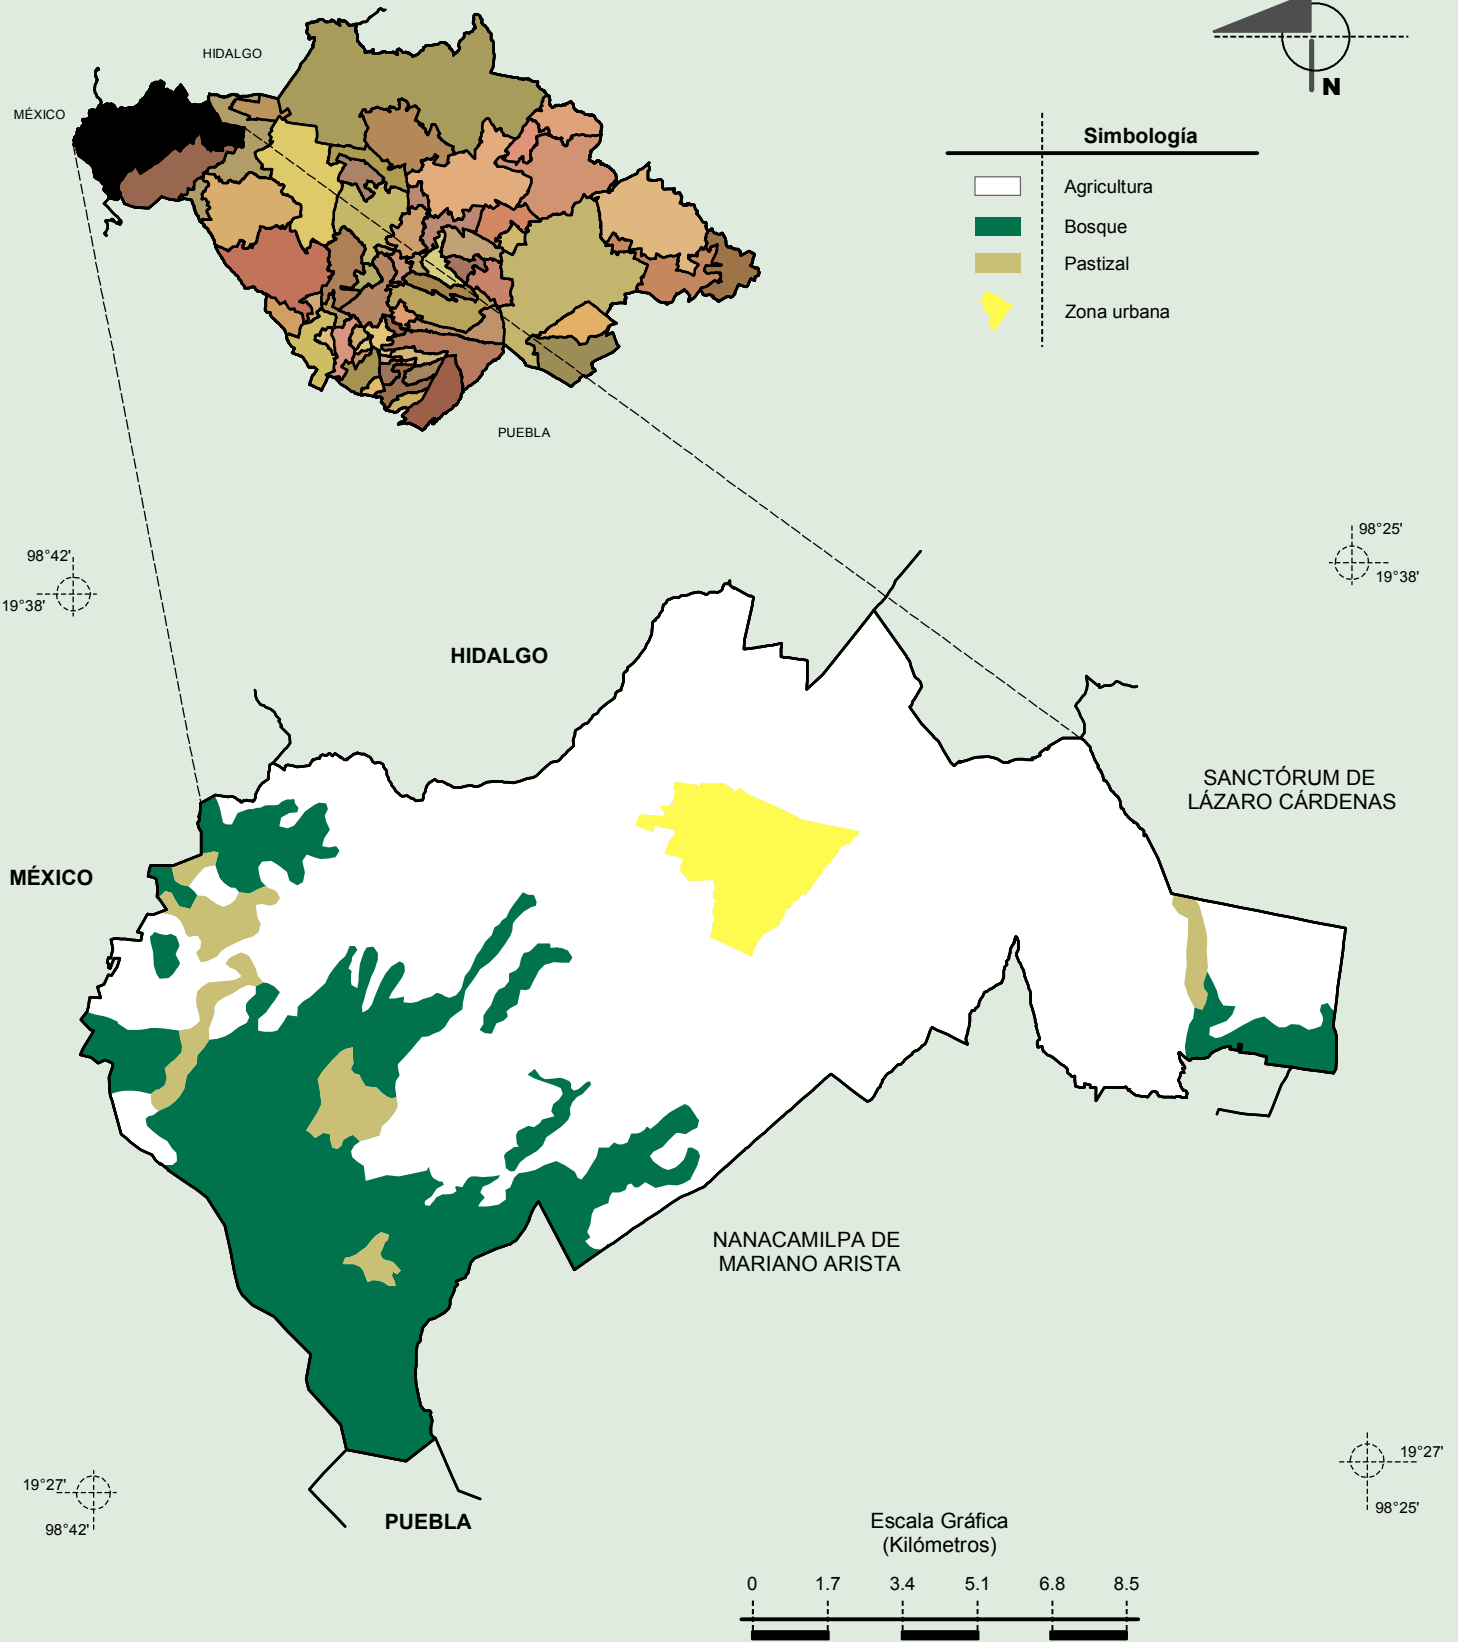 HIDALGO
MÉXICO
PUEBLA
N
Simbología
Agricultura
Bosque
Pastizal
Zona urbana
98°42'
19°38'
98°25'
19°38'
HIDALGO
SANCTÓRUM DE
LÁZARO CÁRDENAS
MÉXICO
NANACAMILPA DE
MARIANO ARISTA
19°27'
98°42'
19°27'
98°25'
PUEBLA
Escala Gráfica
(Kilómetros)
0 1.7 3.4 5.1 6.8 8.5